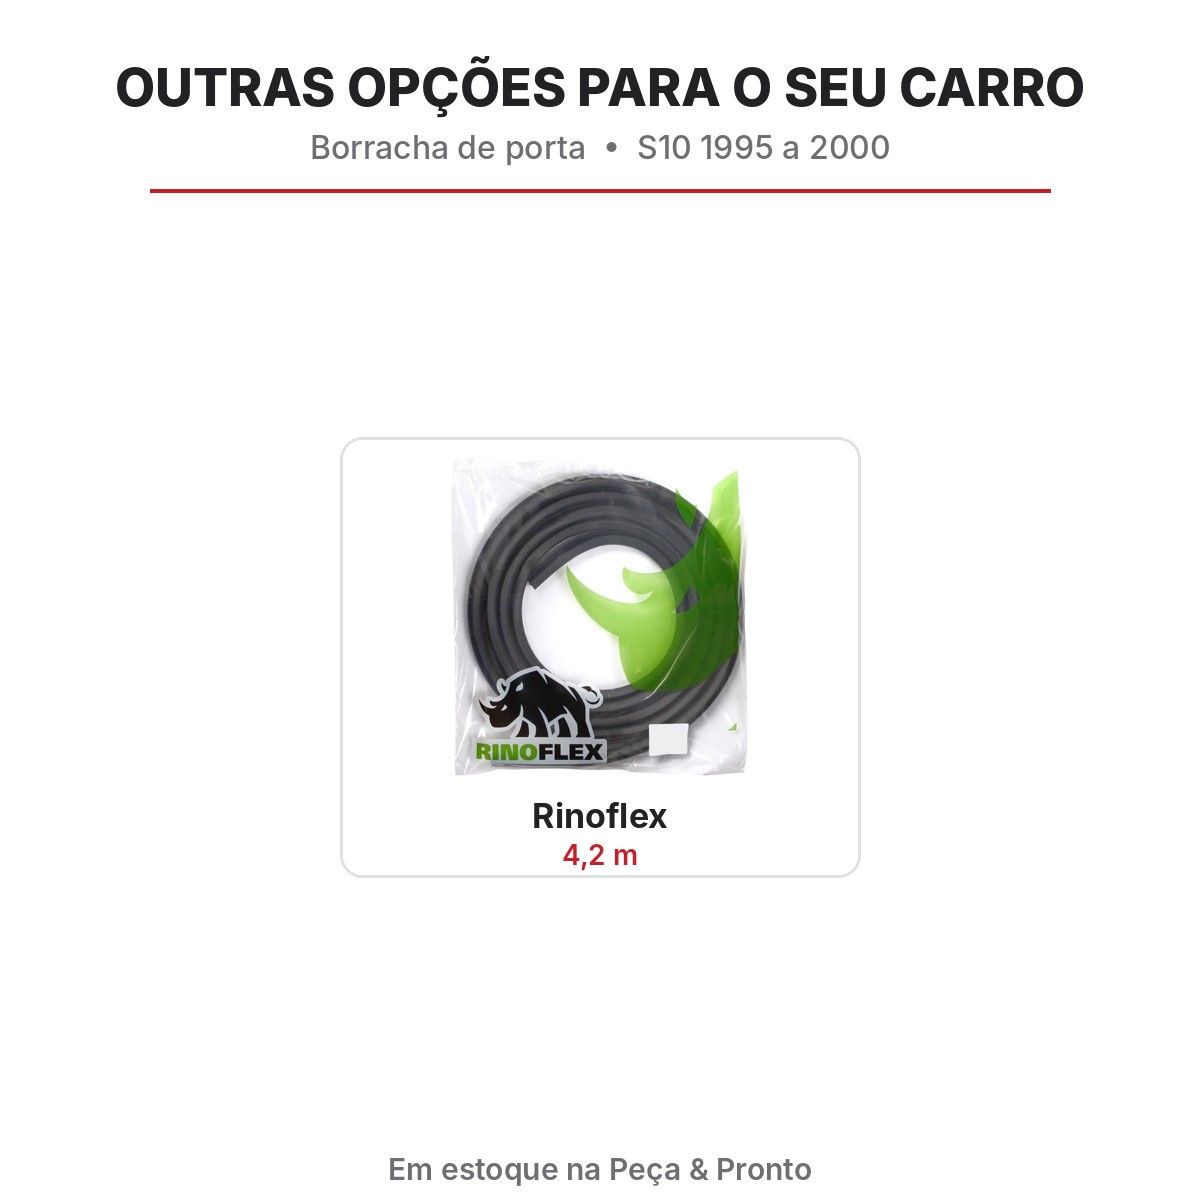 OUTRAS OPÇÕES PARA O SEU CARRO
Borracha de porta • S10 1995 a 2000
RINOFLEX
Rinoflex
4,2 m
Em estoque na Peça & Pronto